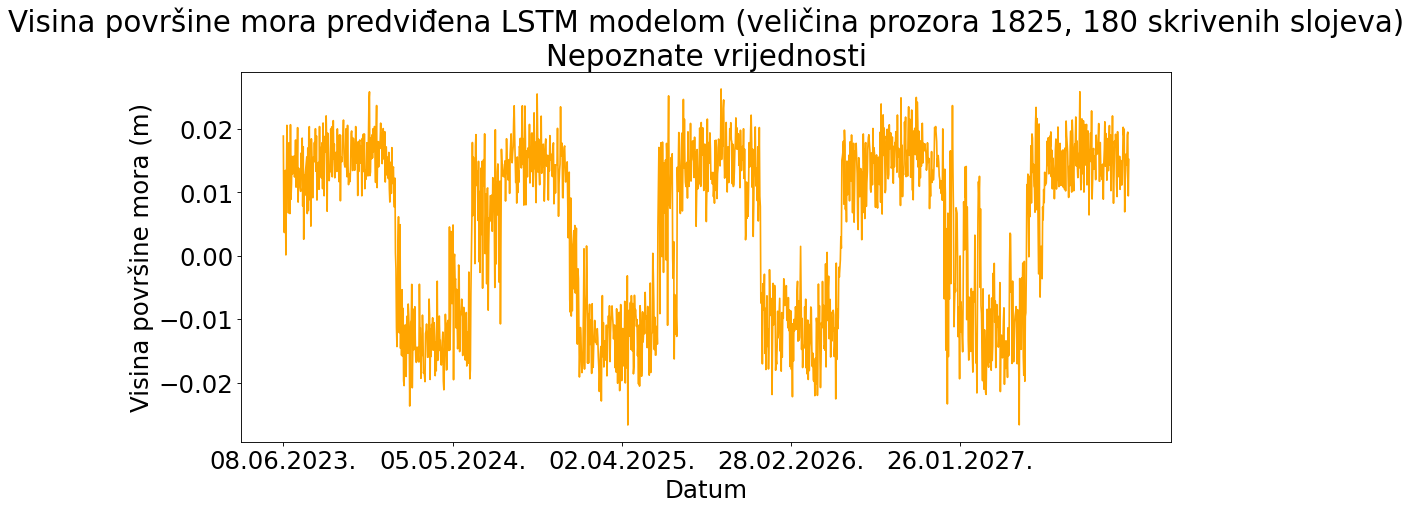 Visina površine mora predviđena LSTM modelom (veličina prozora 1825, 180 skrivenih slojeva)
Nepoznate vrijednosti
Visina površine mora (m)
0.02
0.01
0.00
−0.01
−0.02
08.06.2023. 05.05.2024. 02.04.2025. 28.02.2026. 26.01.2027.
Datum